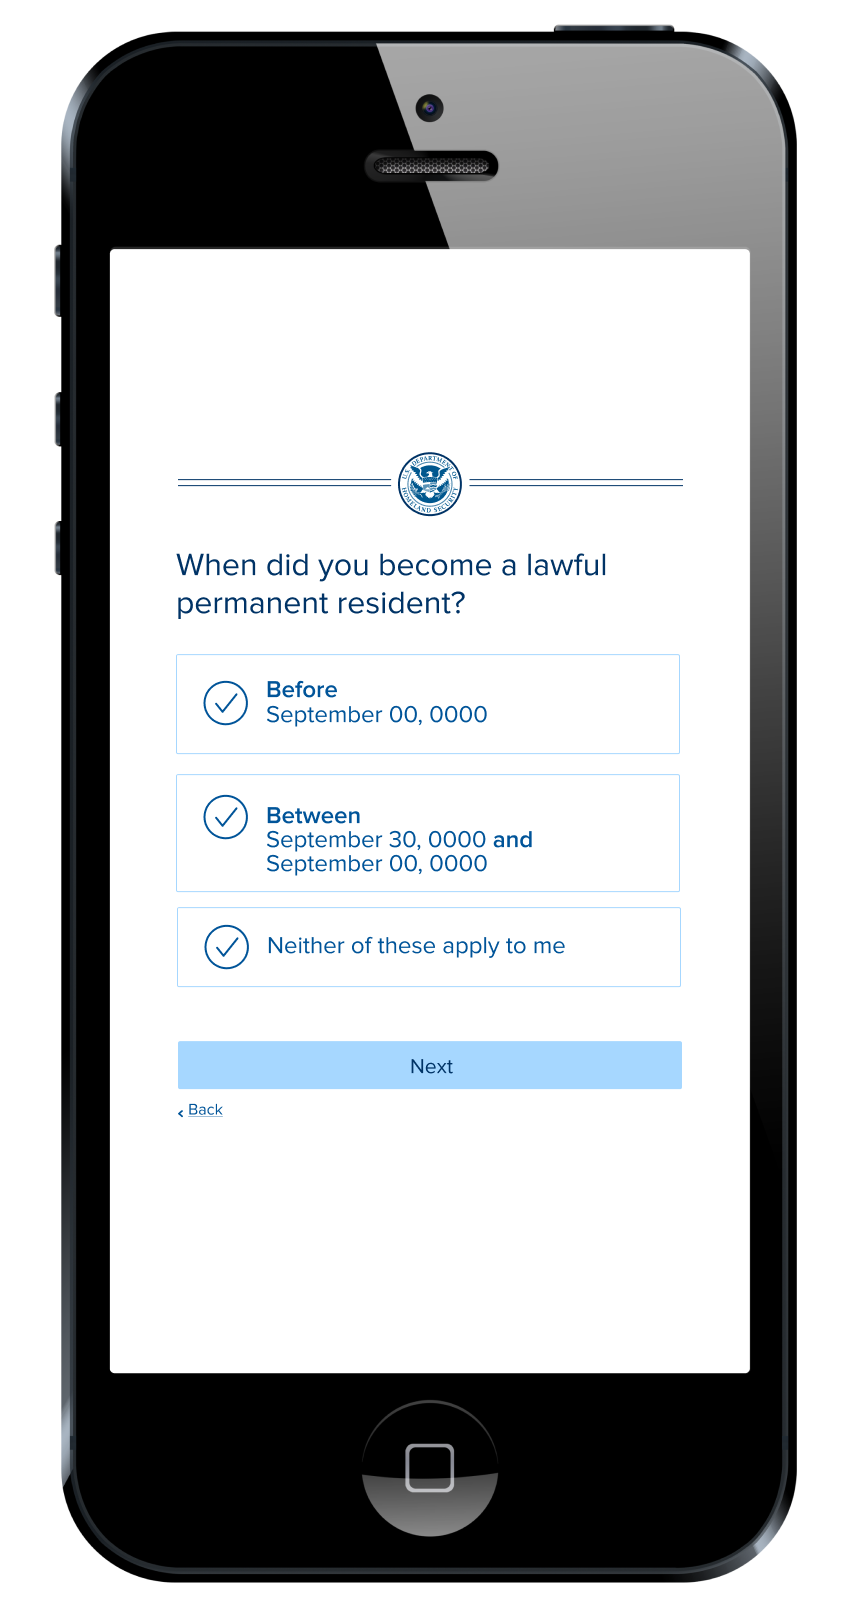 U.S. DEPARTMENT OF
HOMELAND SECURITY
When did you become a lawful
permanent resident?
Before
September 00, 0000
Between
September 30, 0000 and
September 00, 0000
Neither of these apply to me
Next
‹ Back